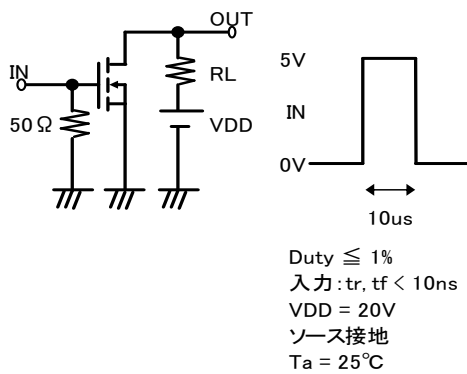 OUT
IN
RL
50Ω
VDD
5V
IN
0V
10us
Duty ≦ 1%
入力:tr, tf < 10ns
VDD = 20V
ソース接地
Ta = 25℃